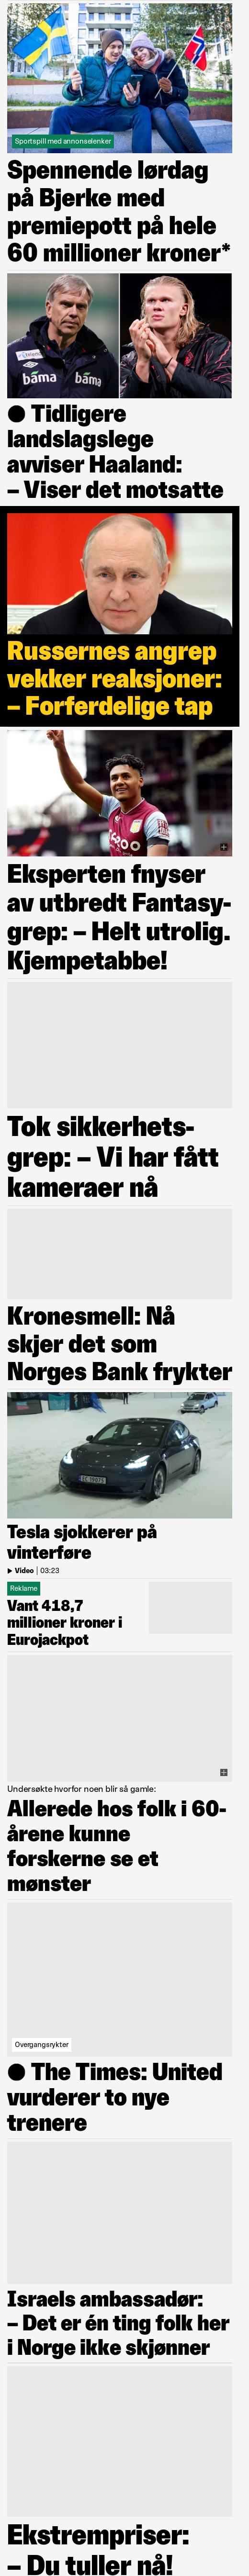 Sportsspill med annonselenker
Spennende lørdag
på Bjerke med
premiepott på hele
60 millioner kroner*
bama
bama
● Tidligere
landslagslege
avviser Haaland:
– Viser det motsatte
Russernes angrep
vekker reaksjoner:
– Forferdelige tap
Eksperten fnyser
av utbredt Fantasy-
grep: – Helt utrolig.
Kjempetabbe!
Tok sikkerhets-
grep: – Vi har fått
kameraer nå
Kronesmell: Nå
skjer det som
Norges Bank frykter
Tesla sjokkerer på
vinterføre
Video | 03:23
Reklame
Vant 418,7
millioner kroner i
Eurojackpot
Undersøkte hvorfor noen blir så gamle:
Allerede hos folk i 60-
årene kunne
forskerne se et
mønster
Overgangsrykter
● The Times: United
vurderer to nye
trenere
Israels ambassadør:
– Det er én ting folk her
i Norge ikke skjønner
Ekstrempriser:
– Du tuller nå!